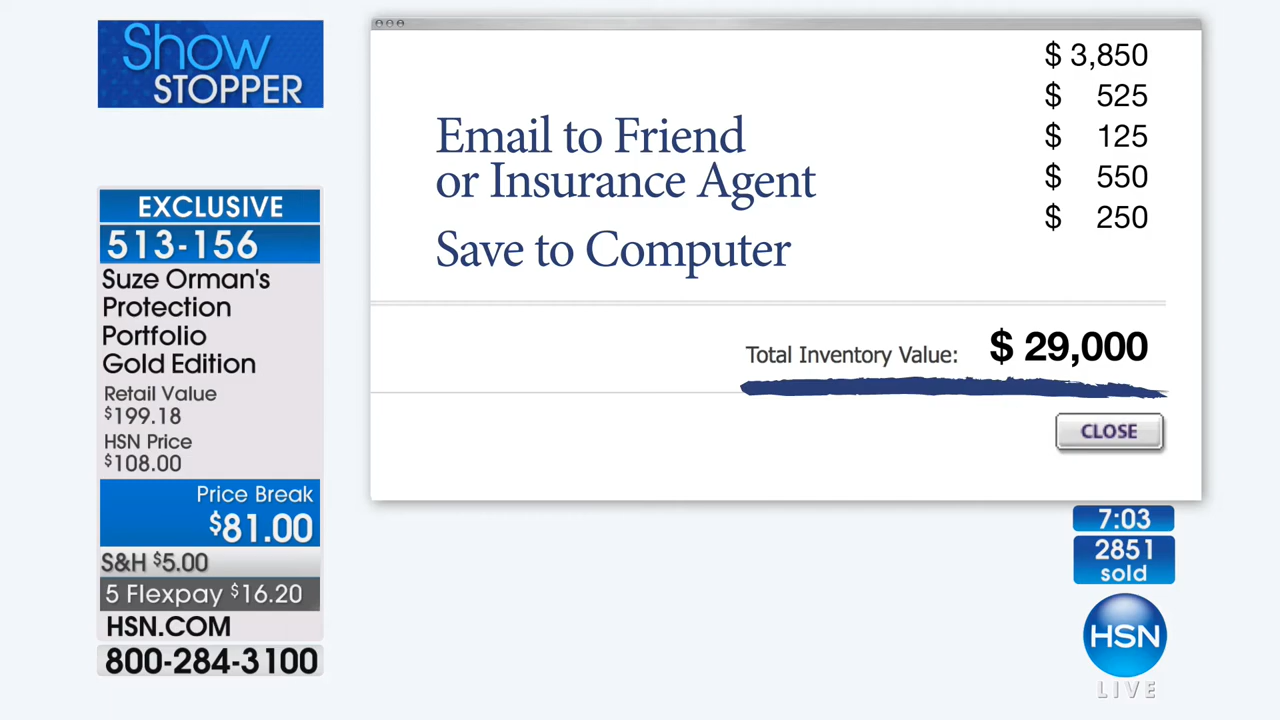 Show
STOPPER
EXCLUSIVE
513-156
Suze Orman's
Protection
Portfolio
Gold Edition
Retail Value
$199.18
HSN Price
$108.00
Price Break
$81.00
S&H $5.00
5 Flexpay $16.20
HSN.COM
800-284-3100
$ 3,850
$ 525
$ 125
$ 550
$ 250
Email to Friend
or Insurance Agent
Save to Computer
Total Inventory Value: $ 29,000
CLOSE
7:03
2851
sold
HSN
LIVE